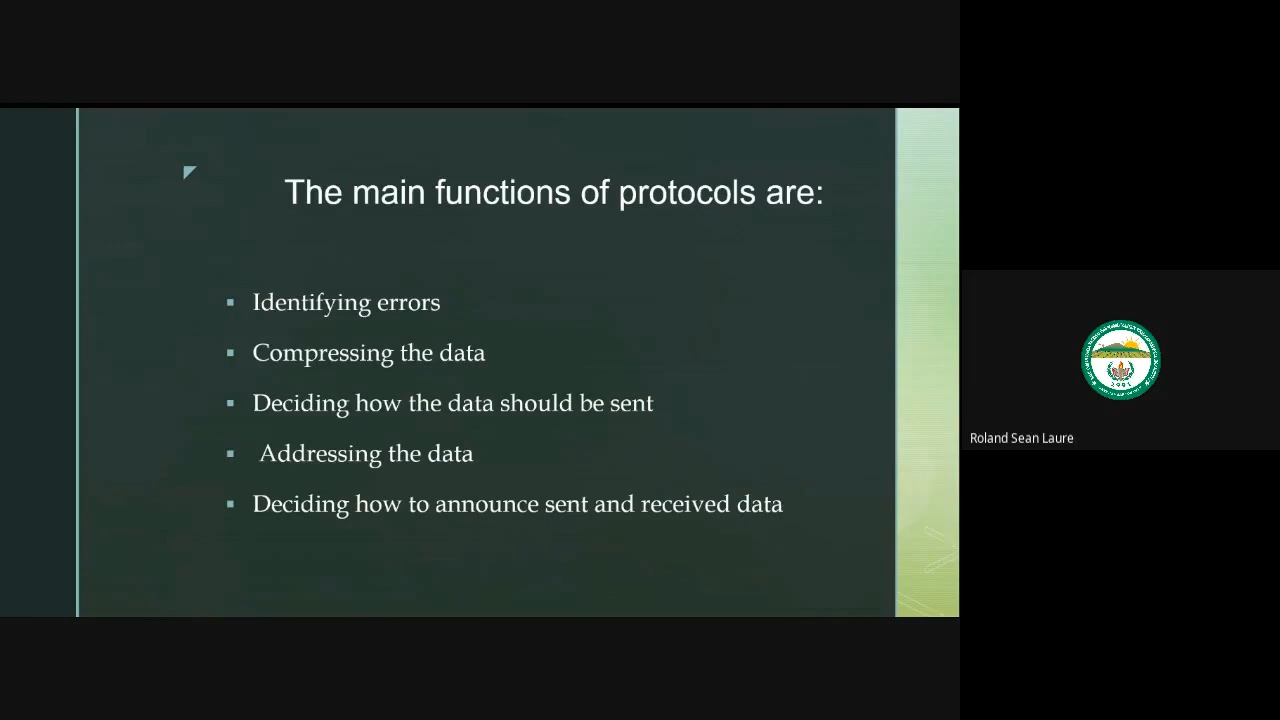 The main functions of protocols are:
Identifying errors
Compressing the data
Deciding how the data should be sent
Addressing the data
Deciding how to announce sent and received data
Roland Sean Laure